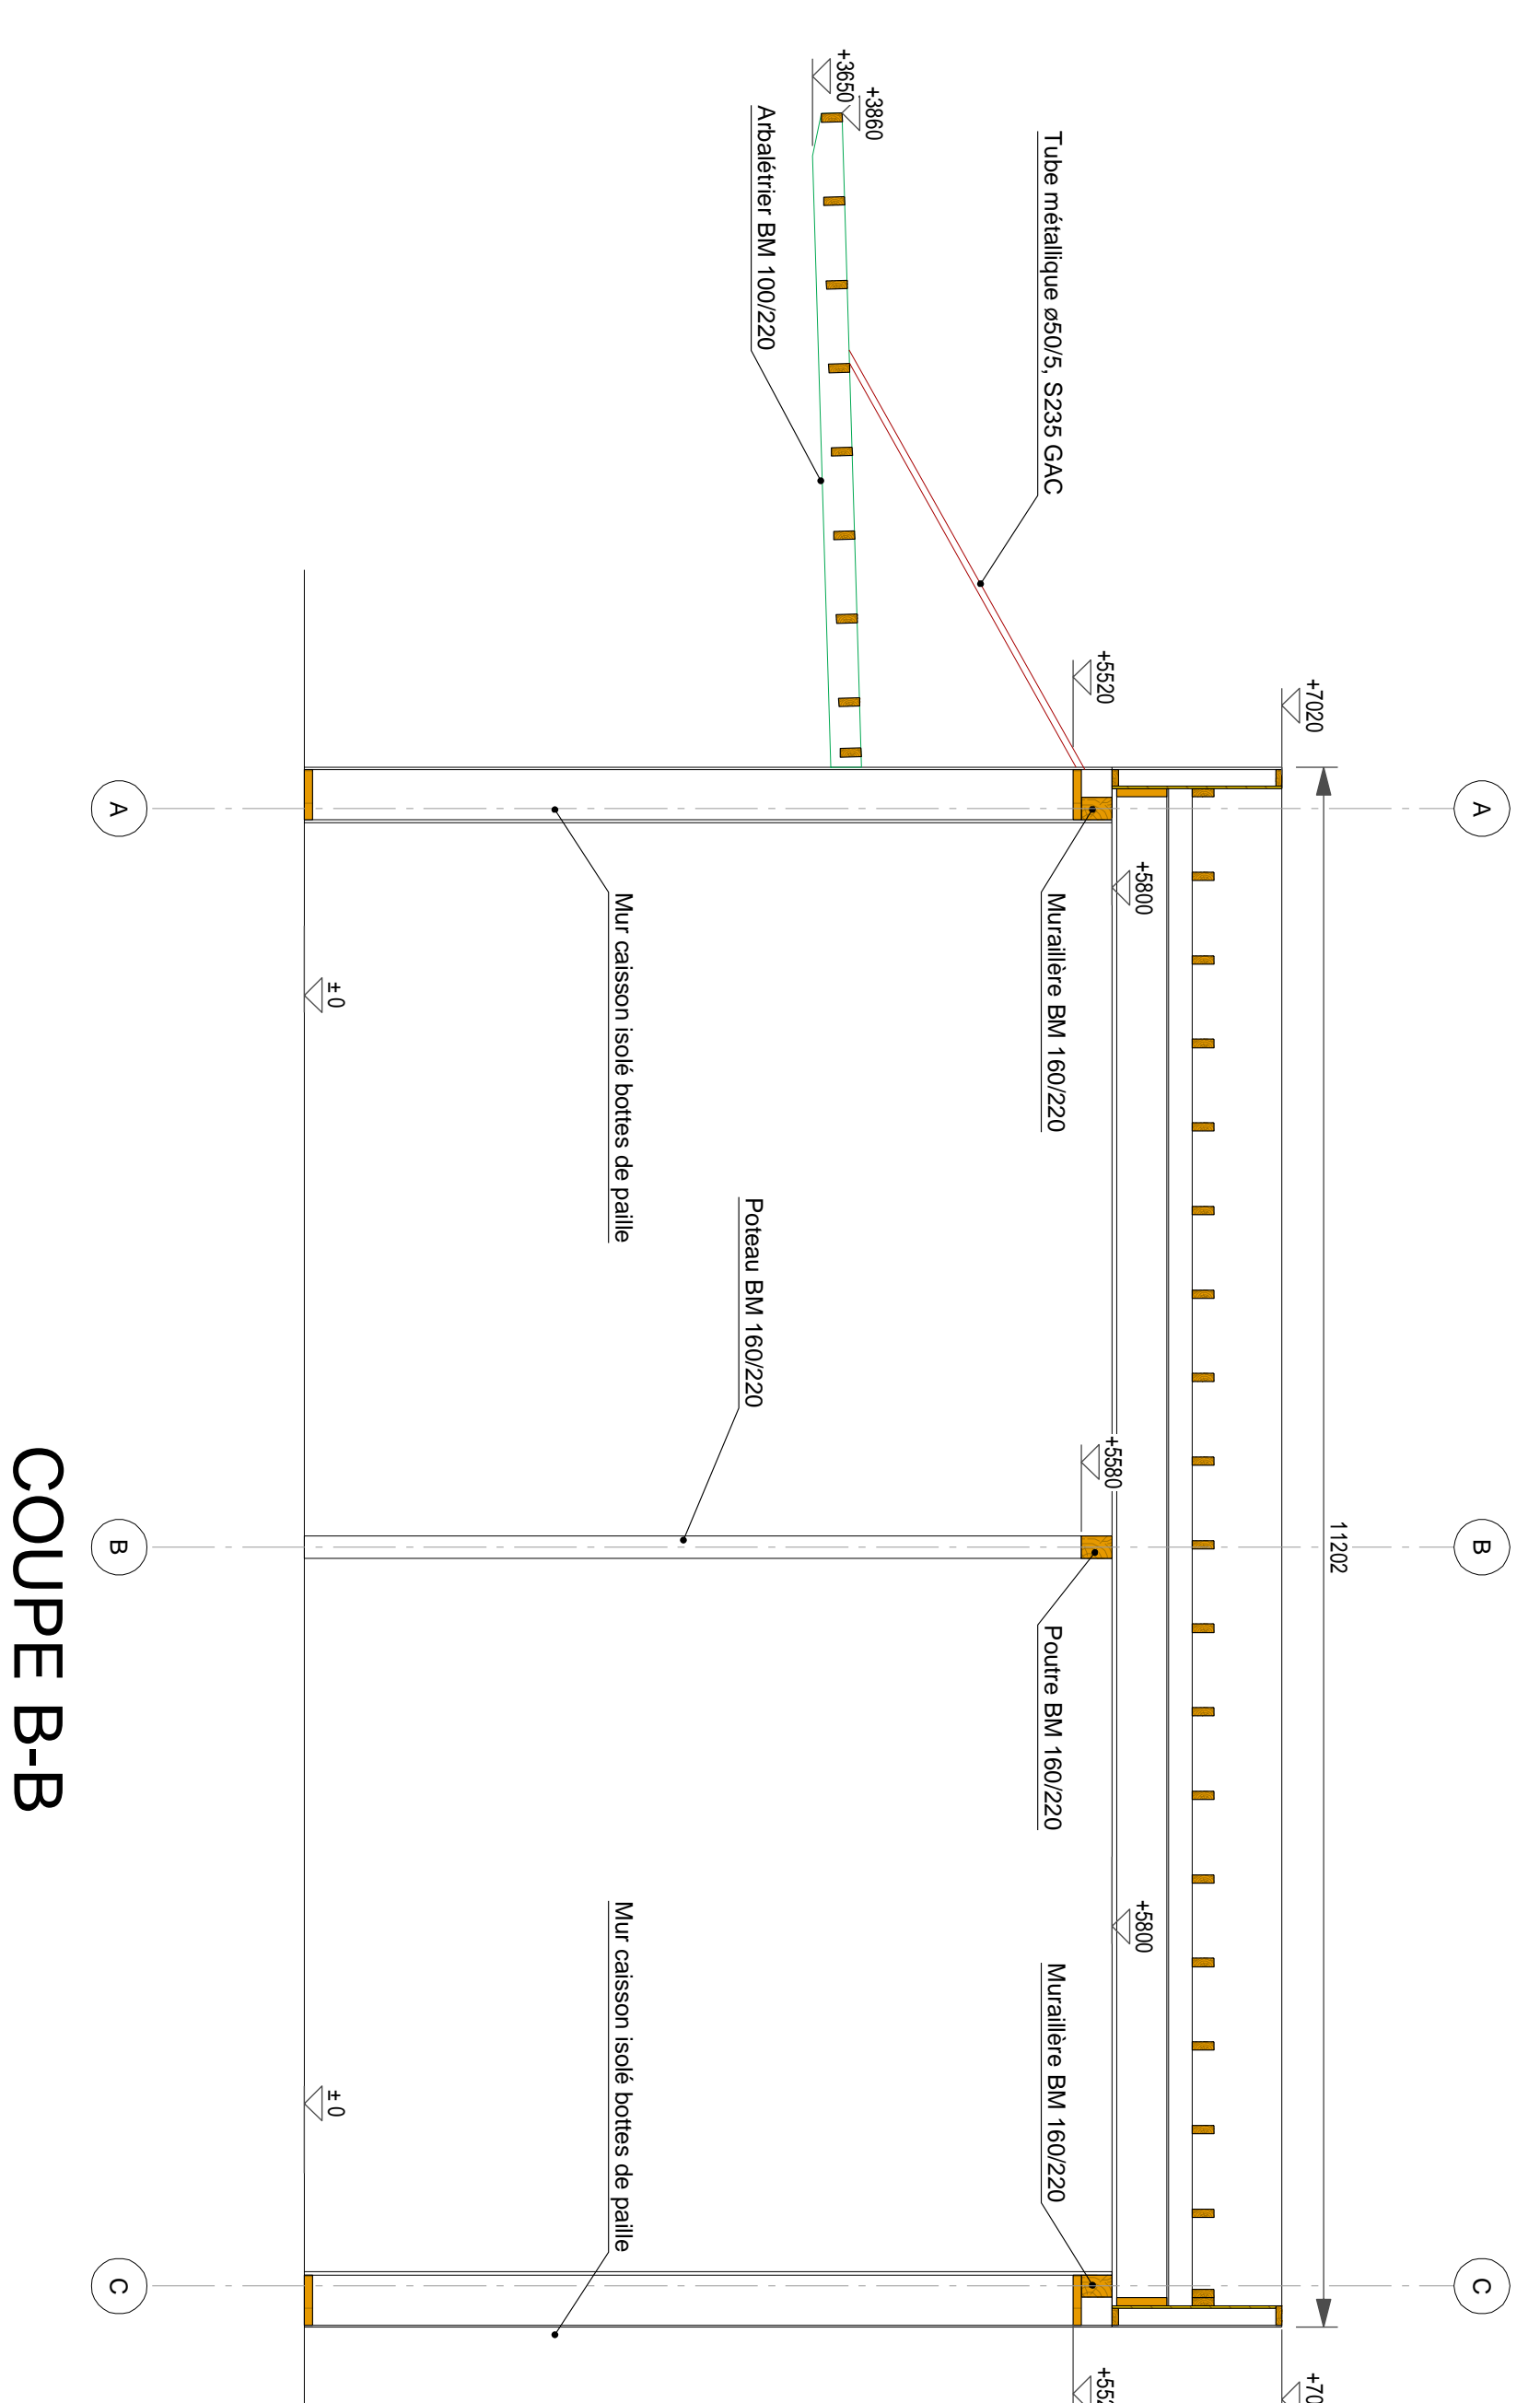 A
B
C
11202
+7020
+70
+5520
+552
+5800
+5800
+5580
Tube métallique ø50/5, S235 GAC
+3860
+3650
Arbalétrier BM 100/220
Muraillère BM 160/220
Poutre BM 160/220
Muraillère BM 160/220
Poteau BM 160/220
Mur caisson isolé bottes de paille
Mur caisson isolé bottes de paille
± 0
± 0
A
B
C
COUPE B-B